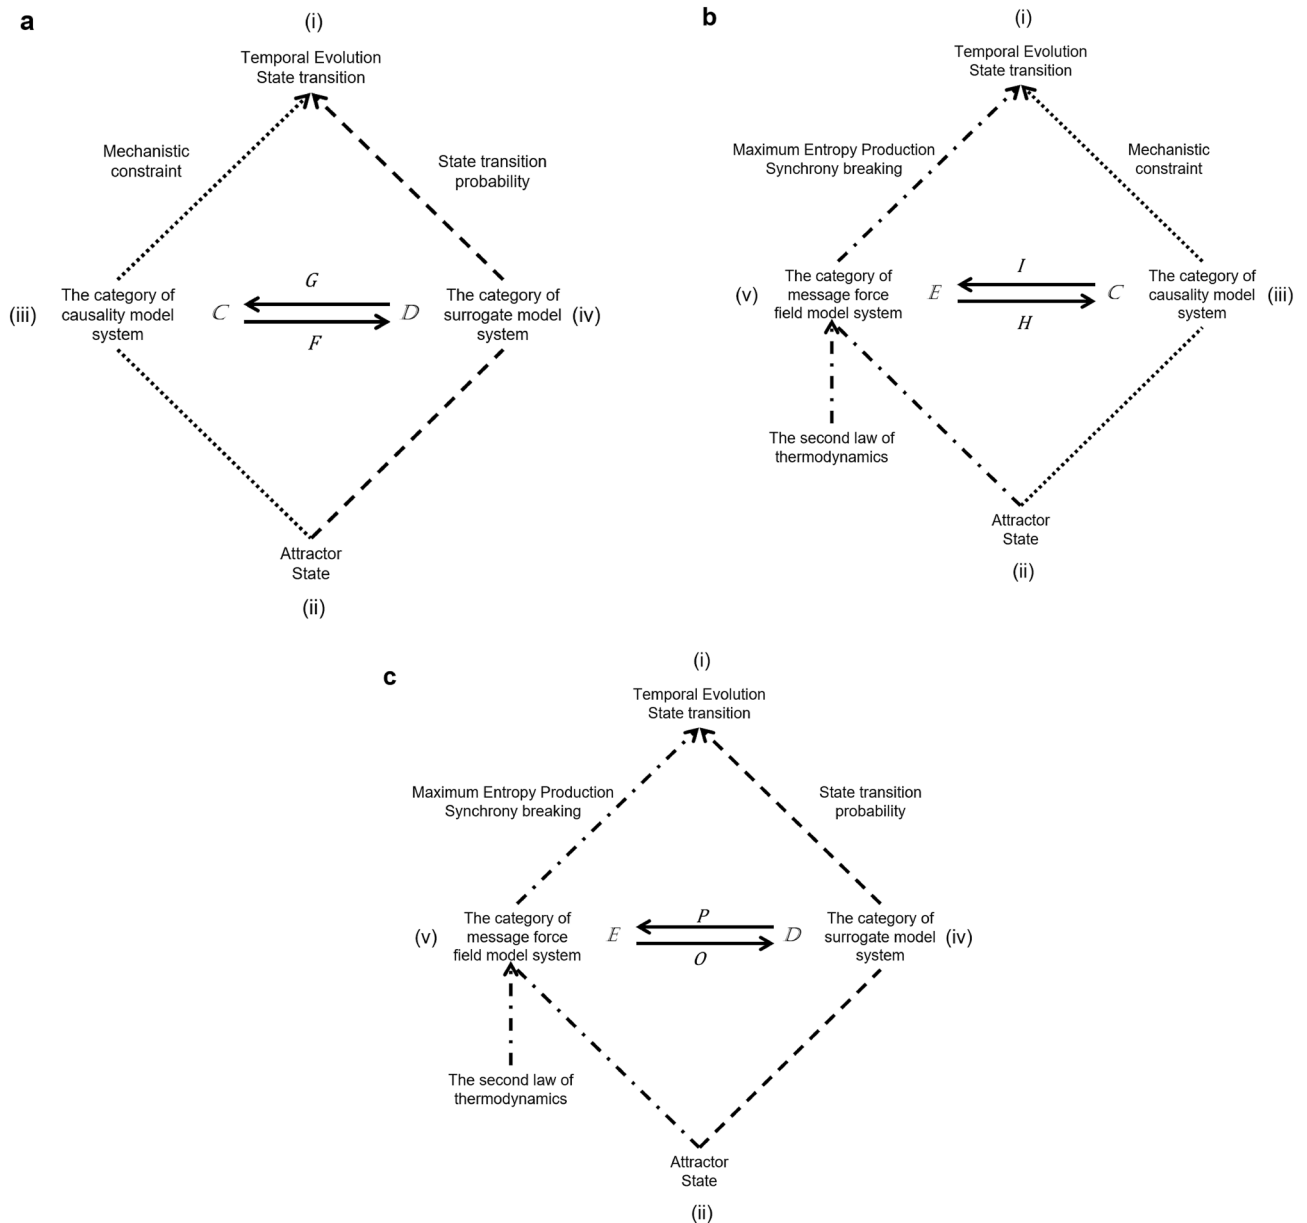 a
(i)
Temporal Evolution
State transition
Mechanistic
constraint
State transition
probability
G
(iii)
The category of
causality model
system
C
D
The category of
surrogate model
system
(iv)
F
Attractor
State
(ii)
b
(i)
Temporal Evolution
State transition
Maximum Entropy Production
Synchrony breaking
Mechanistic
constraint
I
(v)
The category of
message force
field model system
E
C
The category of
causality model
system
(iii)
H
The second law of
thermodynamics
Attractor
State
(ii)
c
(i)
Temporal Evolution
State transition
Maximum Entropy Production
Synchrony breaking
State transition
probability
P
(v)
The category of
message force
field model system
E
D
The category of
surrogate model
system
(iv)
O
The second law of
thermodynamics
Attractor
State
(ii)